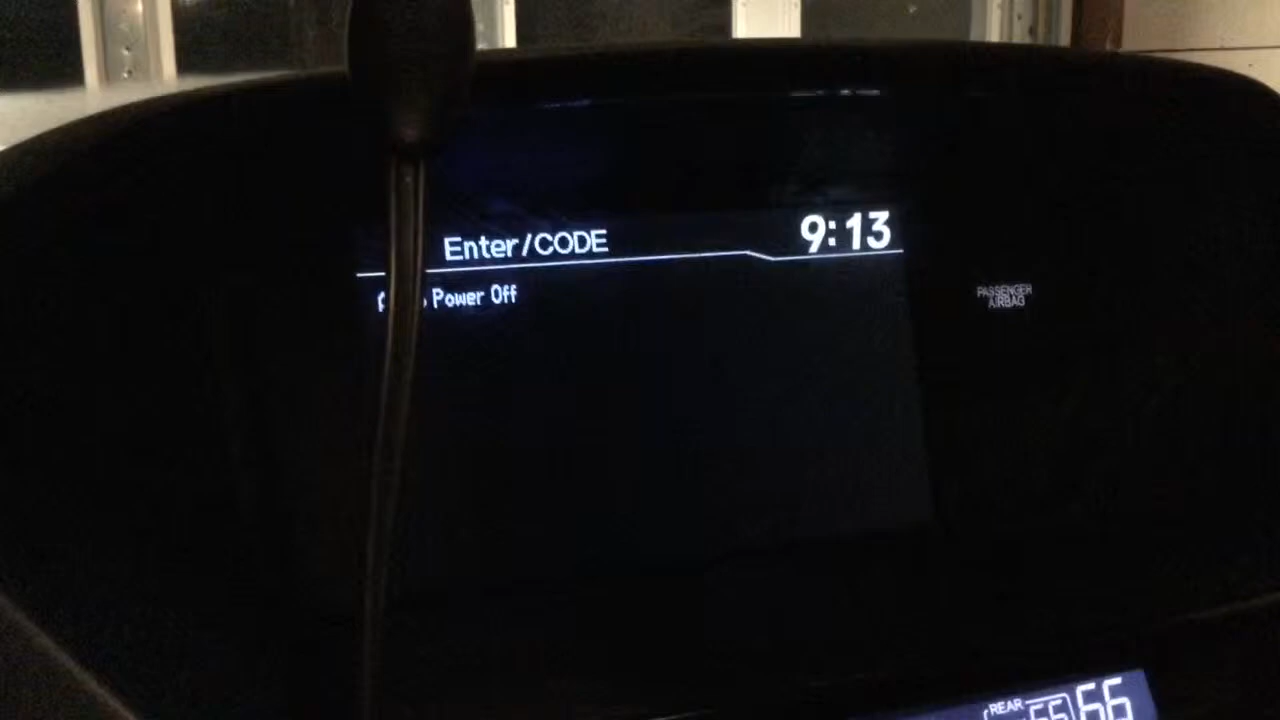 Enter/CODE
9:13
Power Off
PASSENGER
AIRBAG
REAR
66